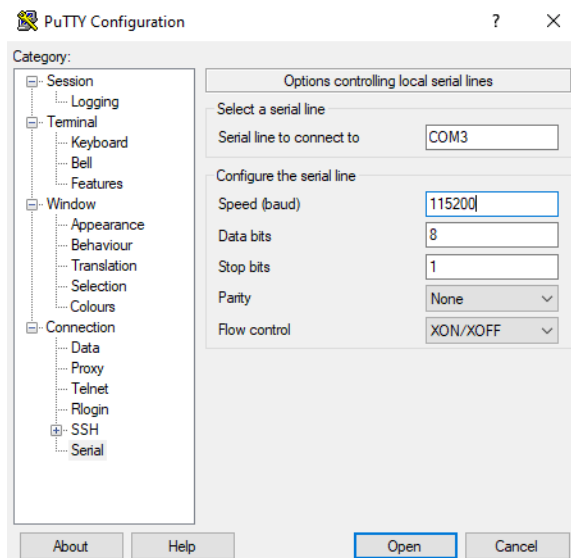 PuTTY Configuration
Category:
Session
Logging
Terminal
Keyboard
Bell
Features
Window
Appearance
Behaviour
Translation
Selection
Colours
Connection
Data
Proxy
Telnet
Rlogin
SSH
Serial
Options controlling local serial lines
Select a serial line
Serial line to connect to COM3
Configure the serial line
Speed (baud) 115200
Data bits 8
Stop bits 1
Parity None
Flow control XON/XOFF
About Help Open Cancel